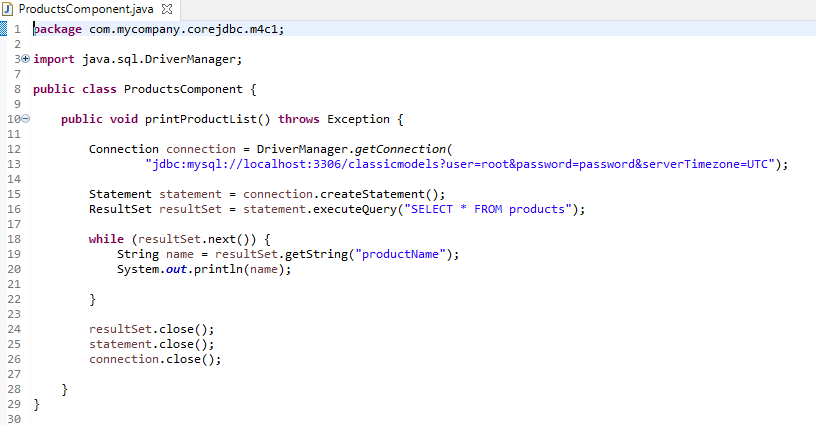 ProductsComponent.java
1 package com.mycompany.corejdbc.m4c1;
2
3 import java.sql.DriverManager;
7
8 public class ProductsComponent {
9
10 public void printProductList() throws Exception {
11
12 Connection connection = DriverManager.getConnection(
13 "jdbc:mysql://localhost:3306/classicmodels?user=root&password=password&serverTimezone=UTC");
14
15 Statement statement = connection.createStatement();
16 ResultSet resultSet = statement.executeQuery("SELECT * FROM products");
17
18 while (resultSet.next()) {
19 String name = resultSet.getString("productName");
20 System.out.println(name);
21
22 }
23
24 resultSet.close();
25 statement.close();
26 connection.close();
27
28 }
29 }
30